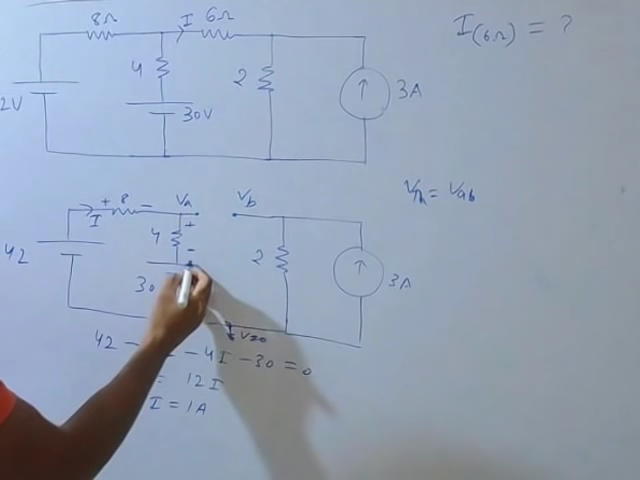 8Ω I 6Ω I(6Ω) = ?
2V 4 30V 2 3A
8 Va Vb Vth = Vab
I + - 
42 4 + - 30 2 3A
V=0
42 - - 4I - 30 = 0
= 12I
I = 1A